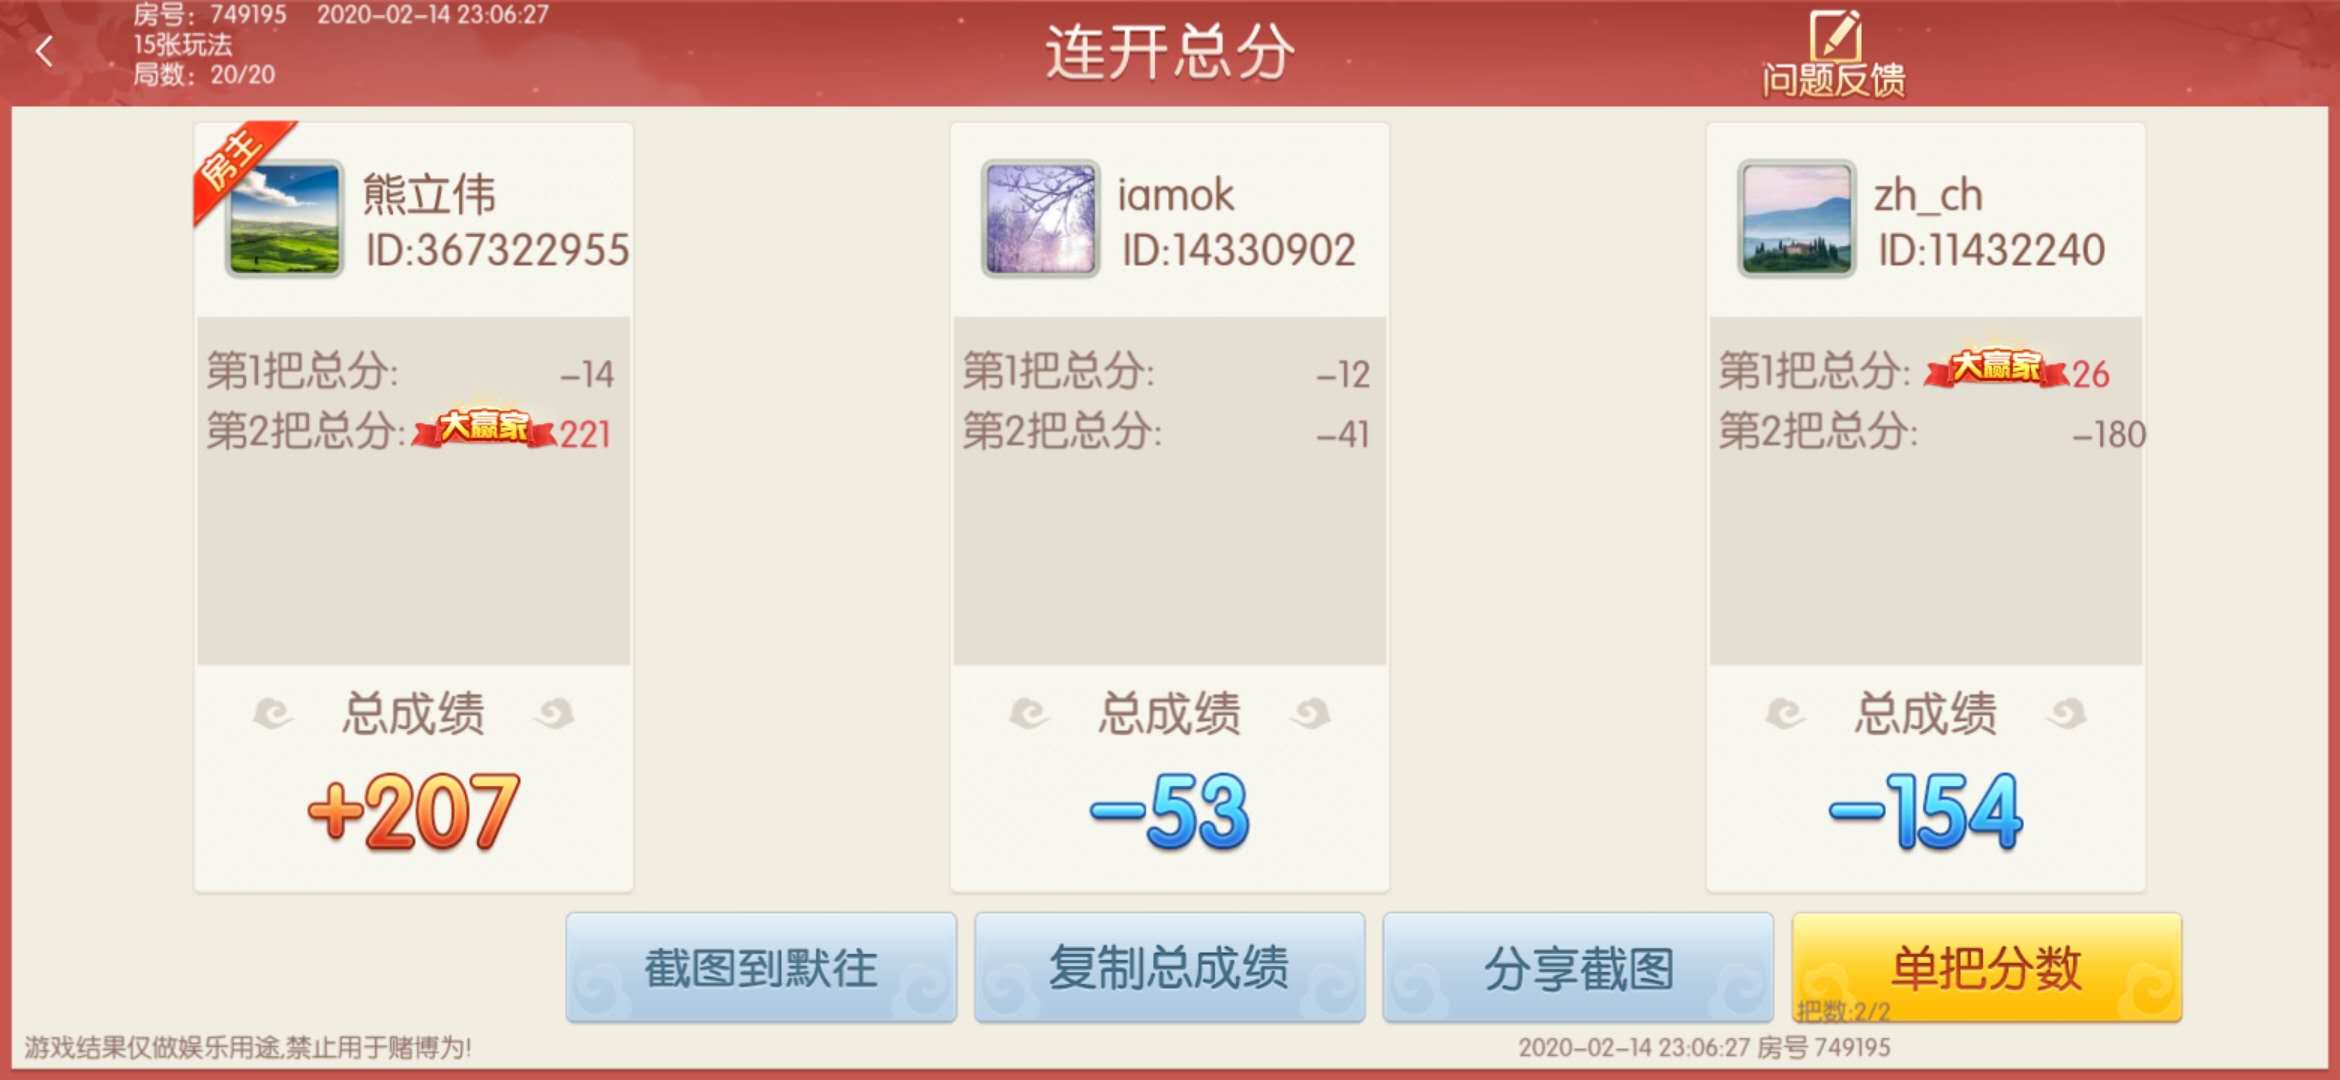 房号：749195 2020-02-14 23:06:27
15张玩法
局数：20/20
连开总分
问题反馈
房主
熊立伟
ID:367322955
第1把总分: -14
第2把总分: 大赢家 221
总成绩
+207
iamok
ID:14330902
第1把总分: -12
第2把总分: -41
总成绩
-53
zh_ch
ID:11432240
第1把总分: 大赢家 26
第2把总分: -180
总成绩
-154
截图到默往
复制总成绩
分享截图
单把分数
把数:2/2
游戏结果仅做娱乐用途,禁止用于赌博为!
2020-02-14 23:06:27 房号 749195